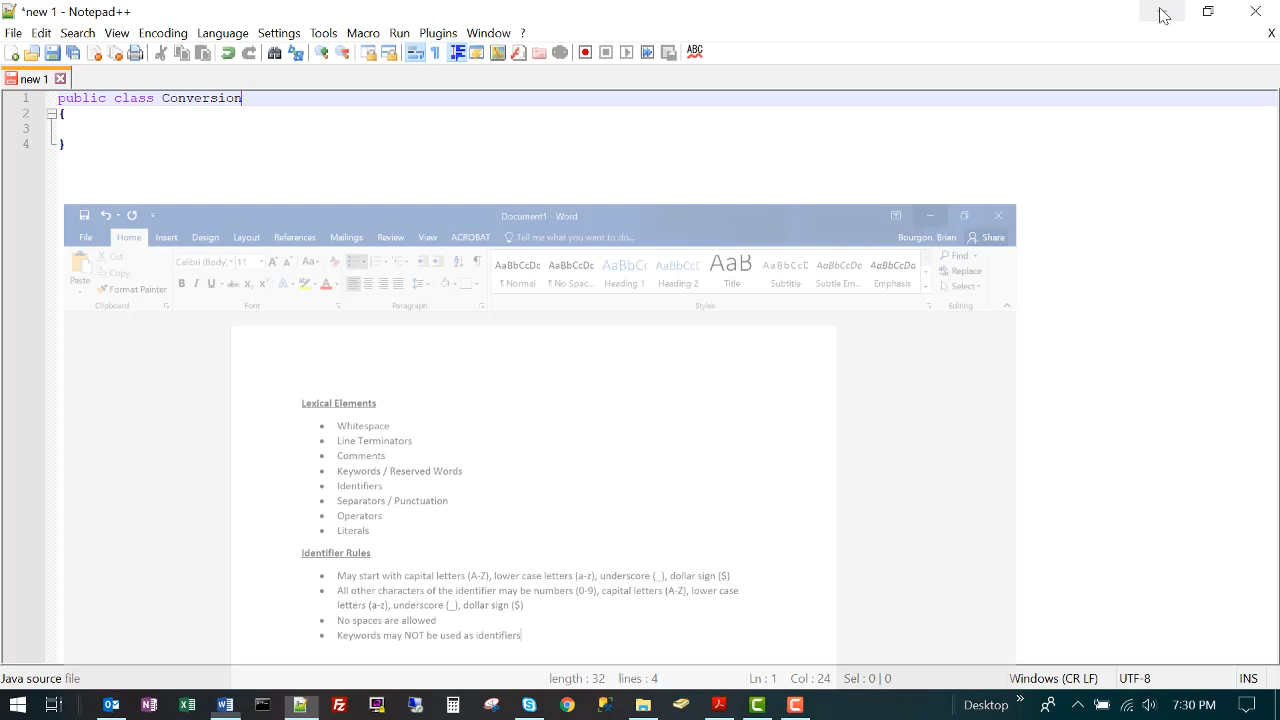 *new 1 - Notepad++
File Edit Search View Encoding Language Settings Tools Macro Run Plugins Window ? X
ABC
new 1
1 public class Conversion
2 {
3
4 }
Document1 - Word
File Home Insert Design Layout References Mailings Review View ACROBAT Tell me what you want to do... Bourgon, Brian Share
Cut
Copy
Paste
Format Painter
Clipboard
Calibri (Body) 11
Font
Paragraph
AaBbCcDc AaBbCcDc AaBbCc AaBbCcC AaB AaBbCcD AaBbCcDc AaBbCcDc
¶ Normal ¶ No Spac... Heading 1 Heading 2 Title Subtitle Subtle Em... Emphasis
Styles
Find
Replace
Select
Editing
Lexical Elements
• Whitespace
• Line Terminators
• Comments
• Keywords / Reserved Words
• Identifiers
• Separators / Punctuation
• Operators
• Literals
Identifier Rules
• May start with capital letters (A-Z), lower case letters (a-z), underscore (_), dollar sign ($)
• All other characters of the identifier may be numbers (0-9), capital letters (A-Z), lower case
letters (a-z), underscore (_), dollar sign ($)
• No spaces are allowed
• Keywords may NOT be used as identifiers
Java source file length : 32 lines : 4 Ln : 1 Col : 24 Sel : 0 | 0 Windows (CR LF) UTF-8 INS
Desktop 7:30 PM